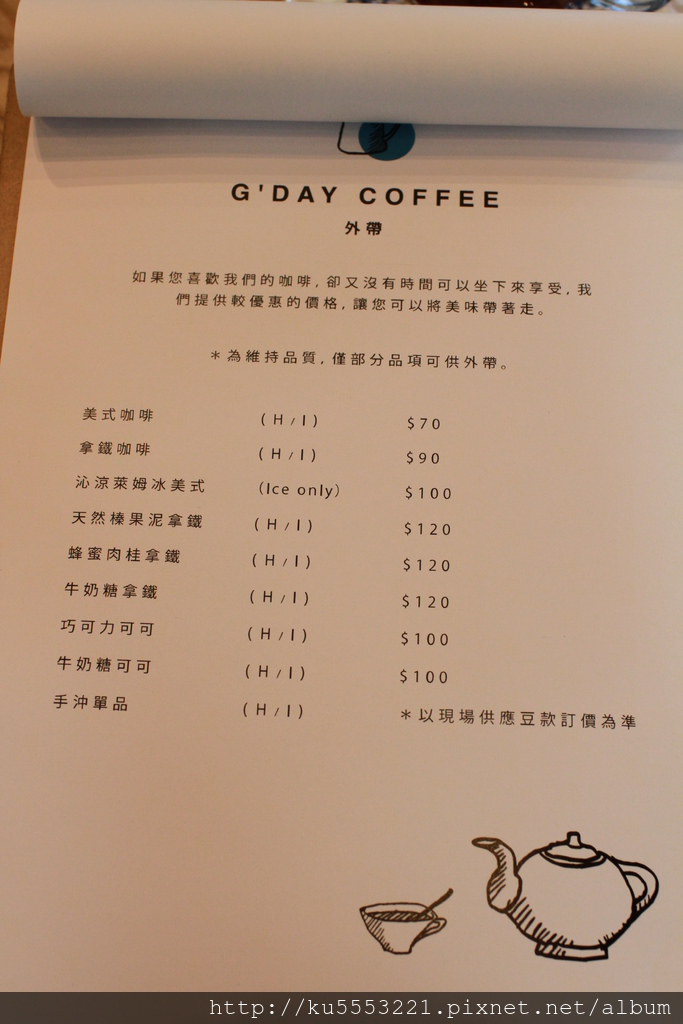 G'DAY COFFEE
外帶
如果您喜歡我們的咖啡，卻又沒有時間可以坐下來享受，我
們提供較優惠的價格，讓您可以將美味帶著走。
＊為維持品質，僅部分品項可供外帶。
美式咖啡 （H / I） $70
拿鐵咖啡 （H / I） $90
沁涼萊姆冰美式 （Ice only） $100
天然榛果泥拿鐵 （H / I） $120
蜂蜜肉桂拿鐵 （H / I） $120
牛奶糖拿鐵 （H / I） $120
巧可力可可 （H / I） $100
牛奶糖可可 （H / I） $100
手沖單品 （H / I） ＊以現場供應豆款訂價為準
http://ku5553221.pixnet.net/album